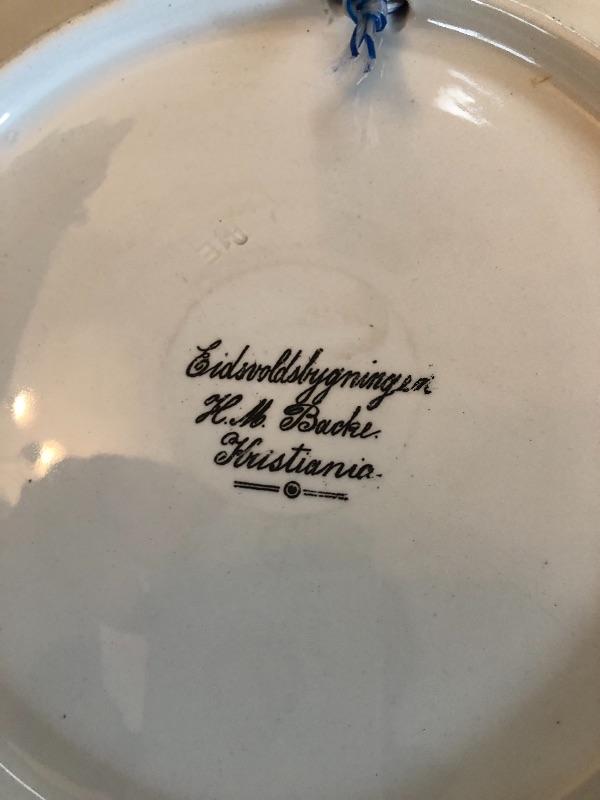 Eidsvoldsbygningen
H. M. Backe.
Kristiania.